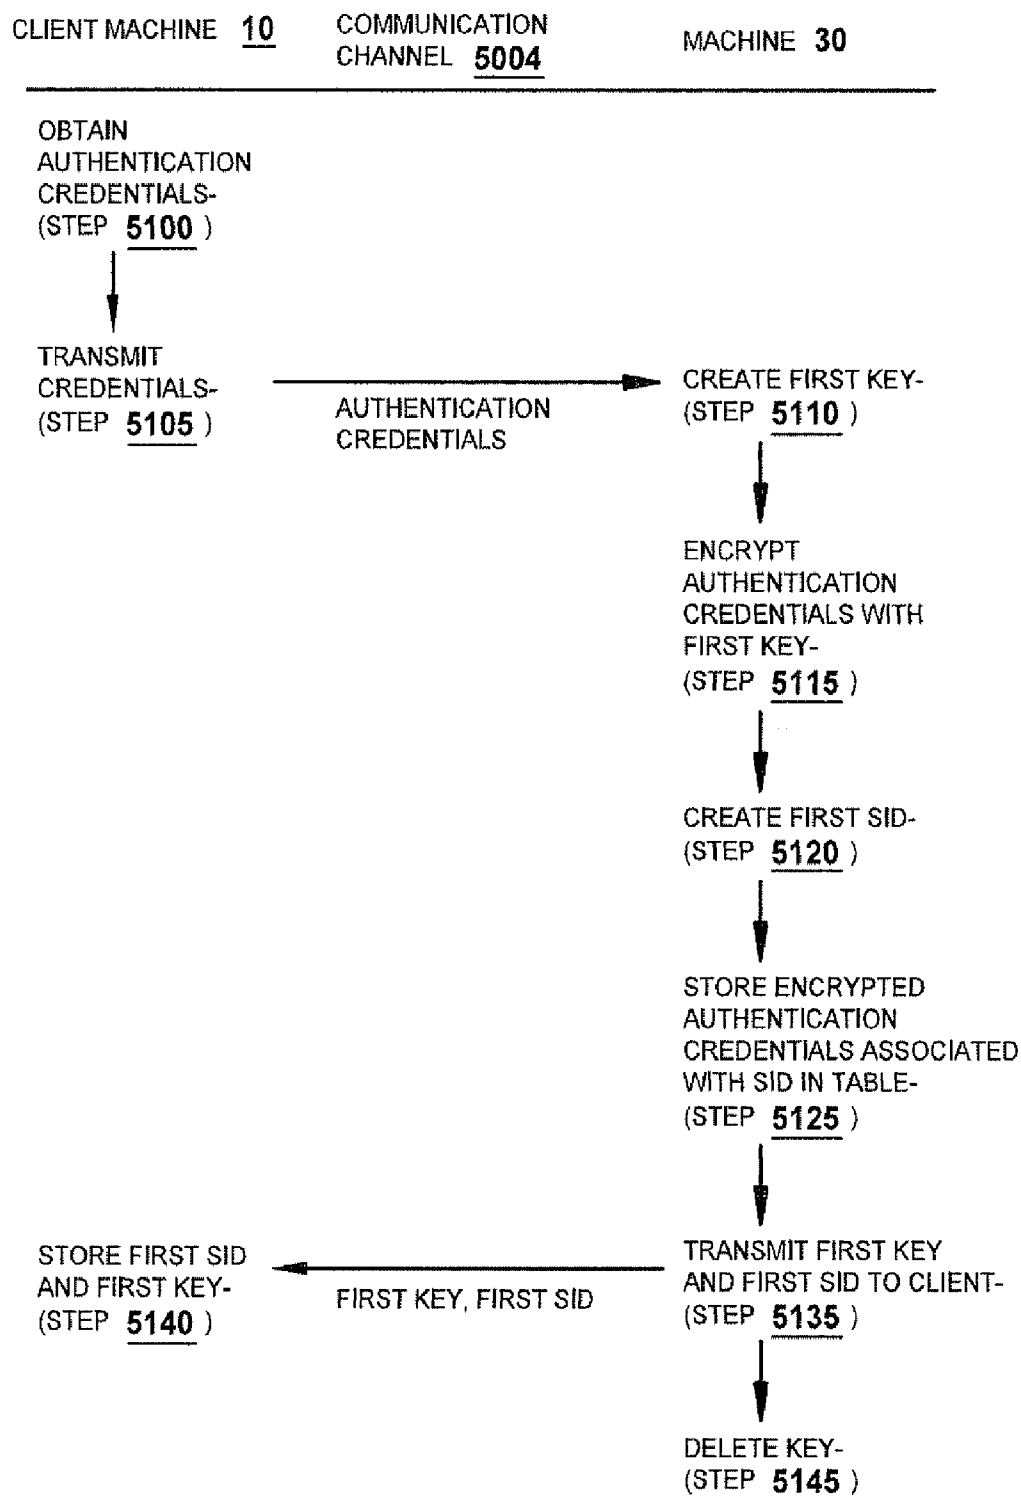 CLIENT MACHINE 10
COMMUNICATION
CHANNEL 5004
MACHINE 30
OBTAIN
AUTHENTICATION
CREDENTIALS-
(STEP 5100 )
TRANSMIT
CREDENTIALS-
(STEP 5105 )
AUTHENTICATION
CREDENTIALS
CREATE FIRST KEY-
(STEP 5110 )
ENCRYPT
AUTHENTICATION
CREDENTIALS WITH
FIRST KEY-
(STEP 5115 )
CREATE FIRST SID-
(STEP 5120 )
STORE ENCRYPTED
AUTHENTICATION
CREDENTIALS ASSOCIATED
WITH SID IN TABLE-
(STEP 5125 )
TRANSMIT FIRST KEY
AND FIRST SID TO CLIENT-
(STEP 5135 )
FIRST KEY, FIRST SID
STORE FIRST SID
AND FIRST KEY-
(STEP 5140 )
DELETE KEY-
(STEP 5145 )